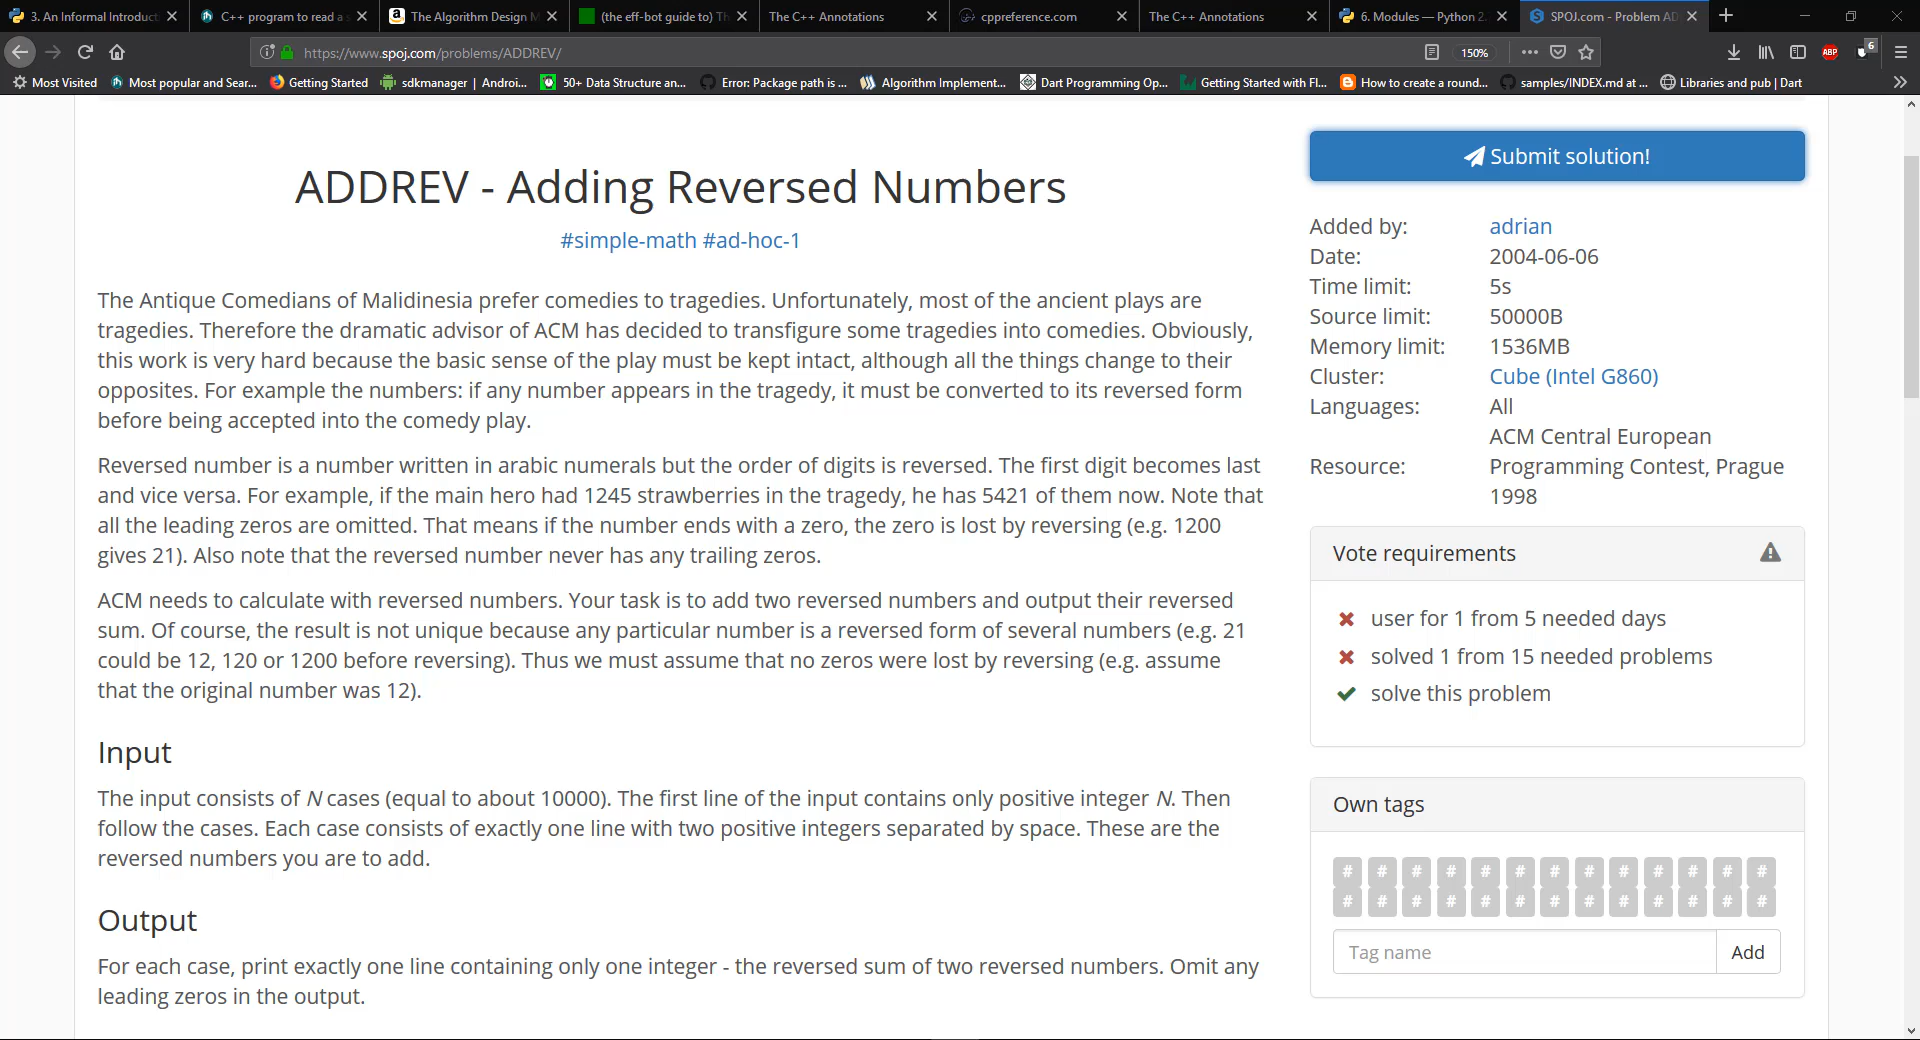 3. An Informal Introduct
C++ program to read a s
The Algorithm Design M
(the eff-bot guide to) Th
The C++ Annotations
cppreference.com
The C++ Annotations
6. Modules — Python 2.
SPOJ.com - Problem AD
https://www.spoj.com/problems/ADDREV/
150%
ABP
6
Most Visited
Most popular and Sear...
Getting Started
sdkmanager | Androi...
50+ Data Structure an...
Error: Package path is ...
Algorithm Implement...
Dart Programming Op...
Getting Started with Fl...
How to create a round...
samples/INDEX.md at ...
Libraries and pub | Dart
ADDREV - Adding Reversed Numbers
#simple-math #ad-hoc-1
The Antique Comedians of Malidinesia prefer comedies to tragedies. Unfortunately, most of the ancient plays are
tragedies. Therefore the dramatic advisor of ACM has decided to transfigure some tragedies into comedies. Obviously,
this work is very hard because the basic sense of the play must be kept intact, although all the things change to their
opposites. For example the numbers: if any number appears in the tragedy, it must be converted to its reversed form
before being accepted into the comedy play.
Reversed number is a number written in arabic numerals but the order of digits is reversed. The first digit becomes last
and vice versa. For example, if the main hero had 1245 strawberries in the tragedy, he has 5421 of them now. Note that
all the leading zeros are omitted. That means if the number ends with a zero, the zero is lost by reversing (e.g. 1200
gives 21). Also note that the reversed number never has any trailing zeros.
ACM needs to calculate with reversed numbers. Your task is to add two reversed numbers and output their reversed
sum. Of course, the result is not unique because any particular number is a reversed form of several numbers (e.g. 21
could be 12, 120 or 1200 before reversing). Thus we must assume that no zeros were lost by reversing (e.g. assume
that the original number was 12).
Input
The input consists of N cases (equal to about 10000). The first line of the input contains only positive integer N. Then
follow the cases. Each case consists of exactly one line with two positive integers separated by space. These are the
reversed numbers you are to add.
Output
For each case, print exactly one line containing only one integer - the reversed sum of two reversed numbers. Omit any
leading zeros in the output.
Submit solution!
Added by: adrian
Date: 2004-06-06
Time limit: 5s
Source limit: 50000B
Memory limit: 1536MB
Cluster: Cube (Intel G860)
Languages: All
ACM Central European
Resource: Programming Contest, Prague
1998
Vote requirements
user for 1 from 5 needed days
solved 1 from 15 needed problems
solve this problem
Own tags
# # # # # # # # # # # # #
# # # # # # # # # # # # #
Tag name
Add